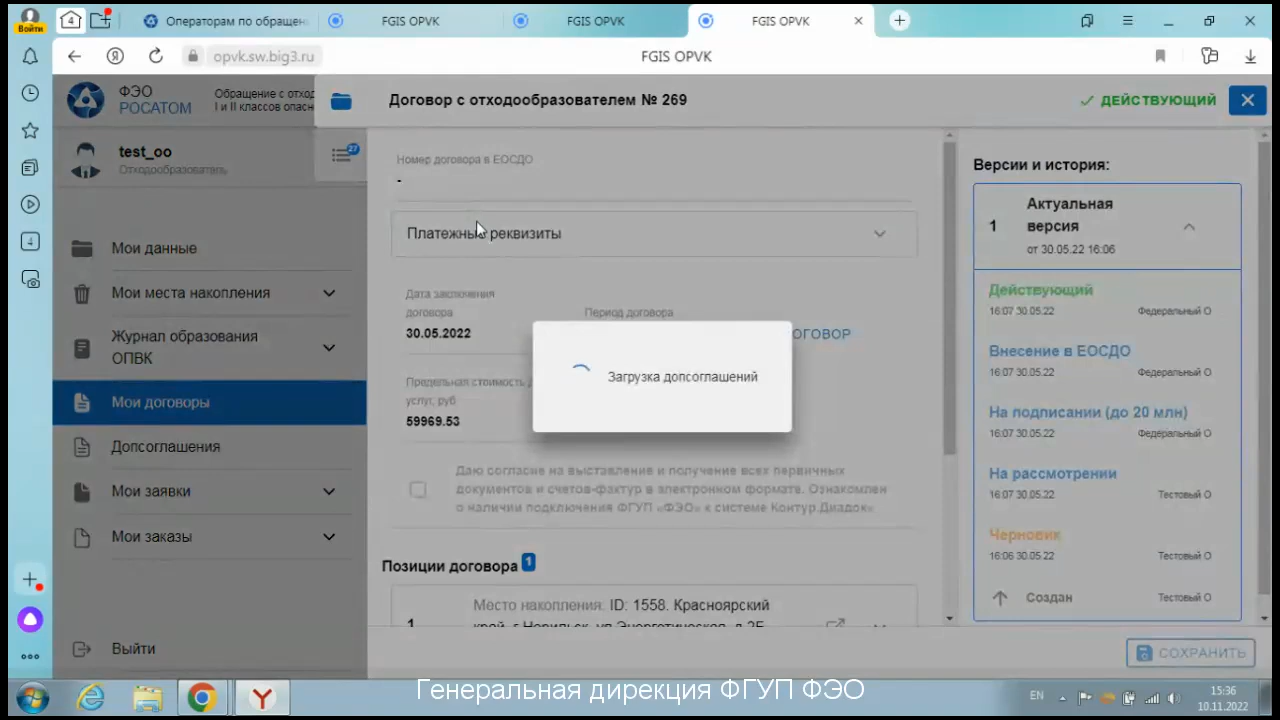 Войти
4
Операторам по обращен
FGIS OPVK
FGIS OPVK
FGIS OPVK
opvk.sw.big3.ru
FGIS OPVK
ФЭО
РОСАТОМ
Обращение с отход
I и II классов опасн
Договор с отходообразователем № 269
ДЕЙСТВУЮЩИЙ
test_oo
Отходообразователь
27
4
Мои данные
Мои места накопления
Журнал образования
ОПВК
Мои договоры
Допсоглашения
Мои заявки
Мои заказы
Выйти
Номер договора в ЕОСДО
-
Платежные реквизиты
Дата заключения
договора
30.05.2022
Период договора
ОГОВОР
Предельная стоимость
услуг, руб
59969.53
Загрузка допсоглашений
Даю согласие на выставление и получение всех первичных
документов и счетов-фактур в электронном формате. Ознакомлен
о наличии подключения ФГУП «ФЭО» к системе Контур.Диадок»
Позиции договора 1
1
Место накопления: ID: 1558. Красноярский
край, г Норильск, ул Энергетическая, д 2Г
Версии и история:
1
Актуальная
версия
от 30.05.22 16:06
Действующий
16:07 30.05.22 Федеральный О
Внесение в ЕОСДО
16:07 30.05.22 Федеральный О
На подписании (до 20 млн)
16:07 30.05.22 Федеральный О
На рассмотрении
16:07 30.05.22 Тестовый О
Черновик
16:06 30.05.22 Тестовый О
Создан Тестовый О
СОХРАНИТЬ
Генеральная дирекция ФГУП ФЭО
EN
15:36
10.11.2022